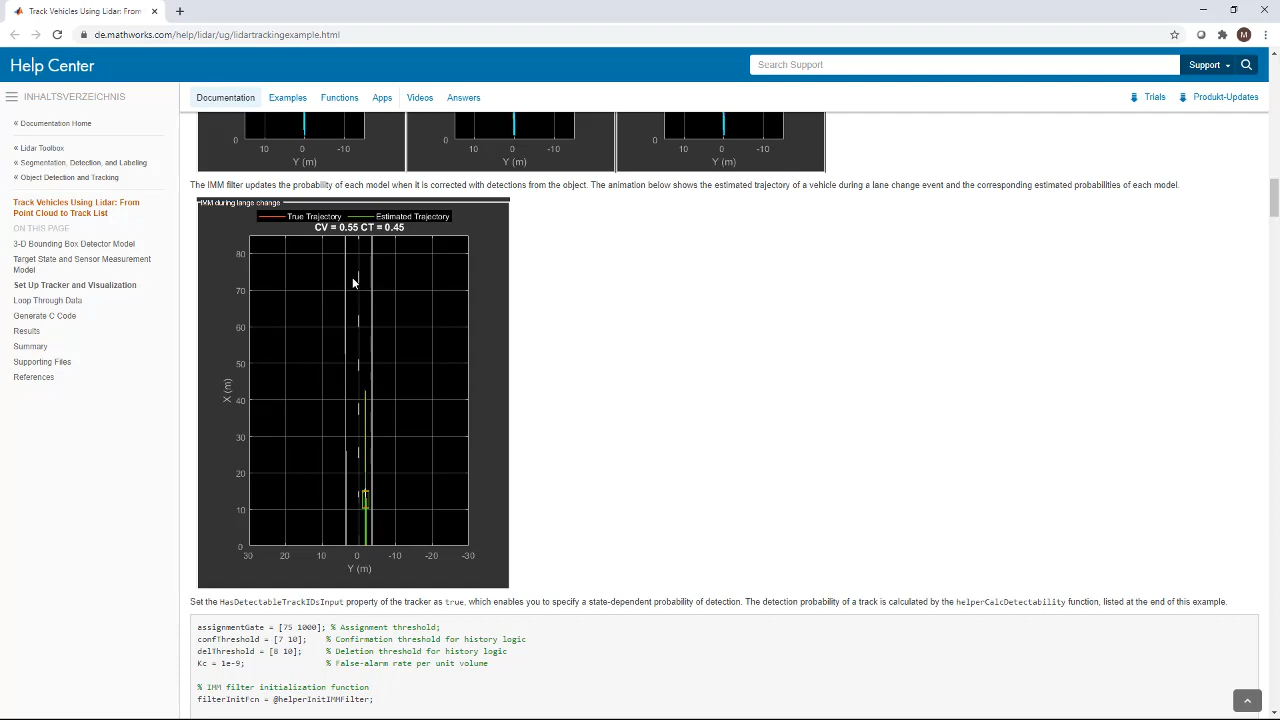 Track Vehicles Using Lidar: From
de.mathworks.com/help/lidar/ug/lidartrackingexample.html
M
Help Center
Search Support
Support
INHALTSVERZEICHNIS
Documentation
Examples
Functions
Apps
Videos
Answers
Trials
Produkt-Updates
« Documentation Home
« Lidar Toolbox
« Segmentation, Detection, and Labeling
« Object Detection and Tracking
Track Vehicles Using Lidar: From
Point Cloud to Track List
ON THIS PAGE
3-D Bounding Box Detector Model
Target State and Sensor Measurement
Model
Set Up Tracker and Visualization
Loop Through Data
Generate C Code
Results
Summary
Supporting Files
References
0 0 0
10 0 -10 10 0 -10 10 0 -10
Y (m) Y (m) Y (m)
The IMM filter updates the probability of each model when it is corrected with detections from the object. The animation below shows the estimated trajectory of a vehicle during a lane change event and the corresponding estimated probabilities of each model.
IMM during lange change
True Trajectory Estimated Trajectory
CV = 0.55 CT = 0.45
80
70
60
50
40
30
20
10
0
X (m)
30 20 10 0 -10 -20 -30
Y (m)
Set the HasDetectableTrackIDsInput property of the tracker as true, which enables you to specify a state-dependent probability of detection. The detection probability of a track is calculated by the helperCalcDetectability function, listed at the end of this example.
assignmentGate = [75 1000]; % Assignment threshold;
confThreshold = [7 10]; % Confirmation threshold for history logic
delThreshold = [8 10]; % Deletion threshold for history logic
Kc = 1e-9; % False-alarm rate per unit volume
% IMM filter initialization function
filterInitFcn = @helperInitIMMFilter;